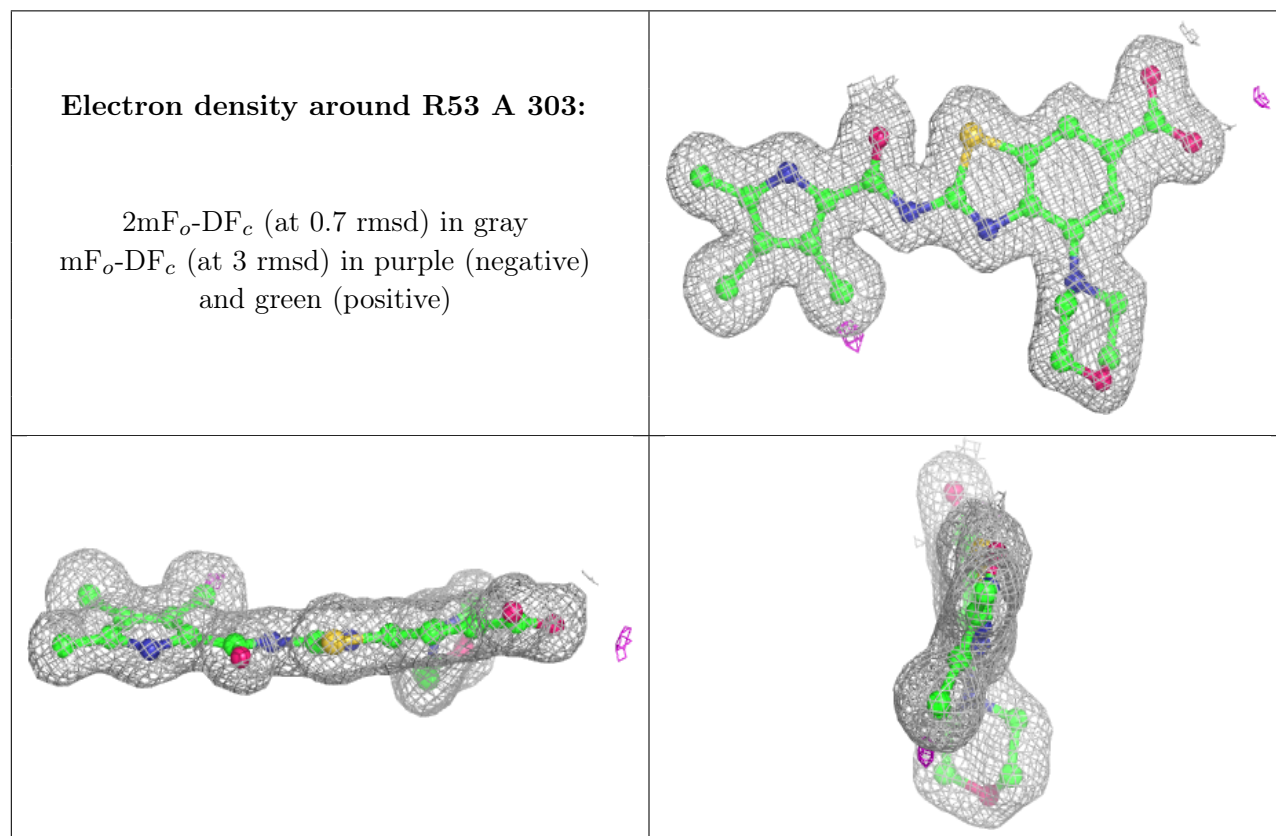 Electron density around R53 A 303:
2mFo-DFc (at 0.7 rmsd) in gray
mFo-DFc (at 3 rmsd) in purple (negative)
and green (positive)